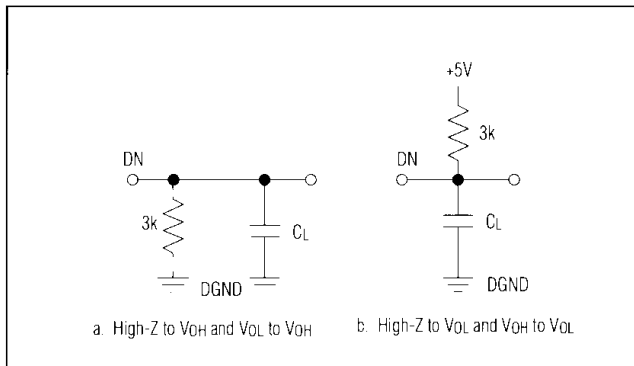 +5V
3k
DN
DN
3k
CL
CL
DGND
DGND
a. High-Z to VOH and VOL to VOH
b. High-Z to VOL and VOH to VOL